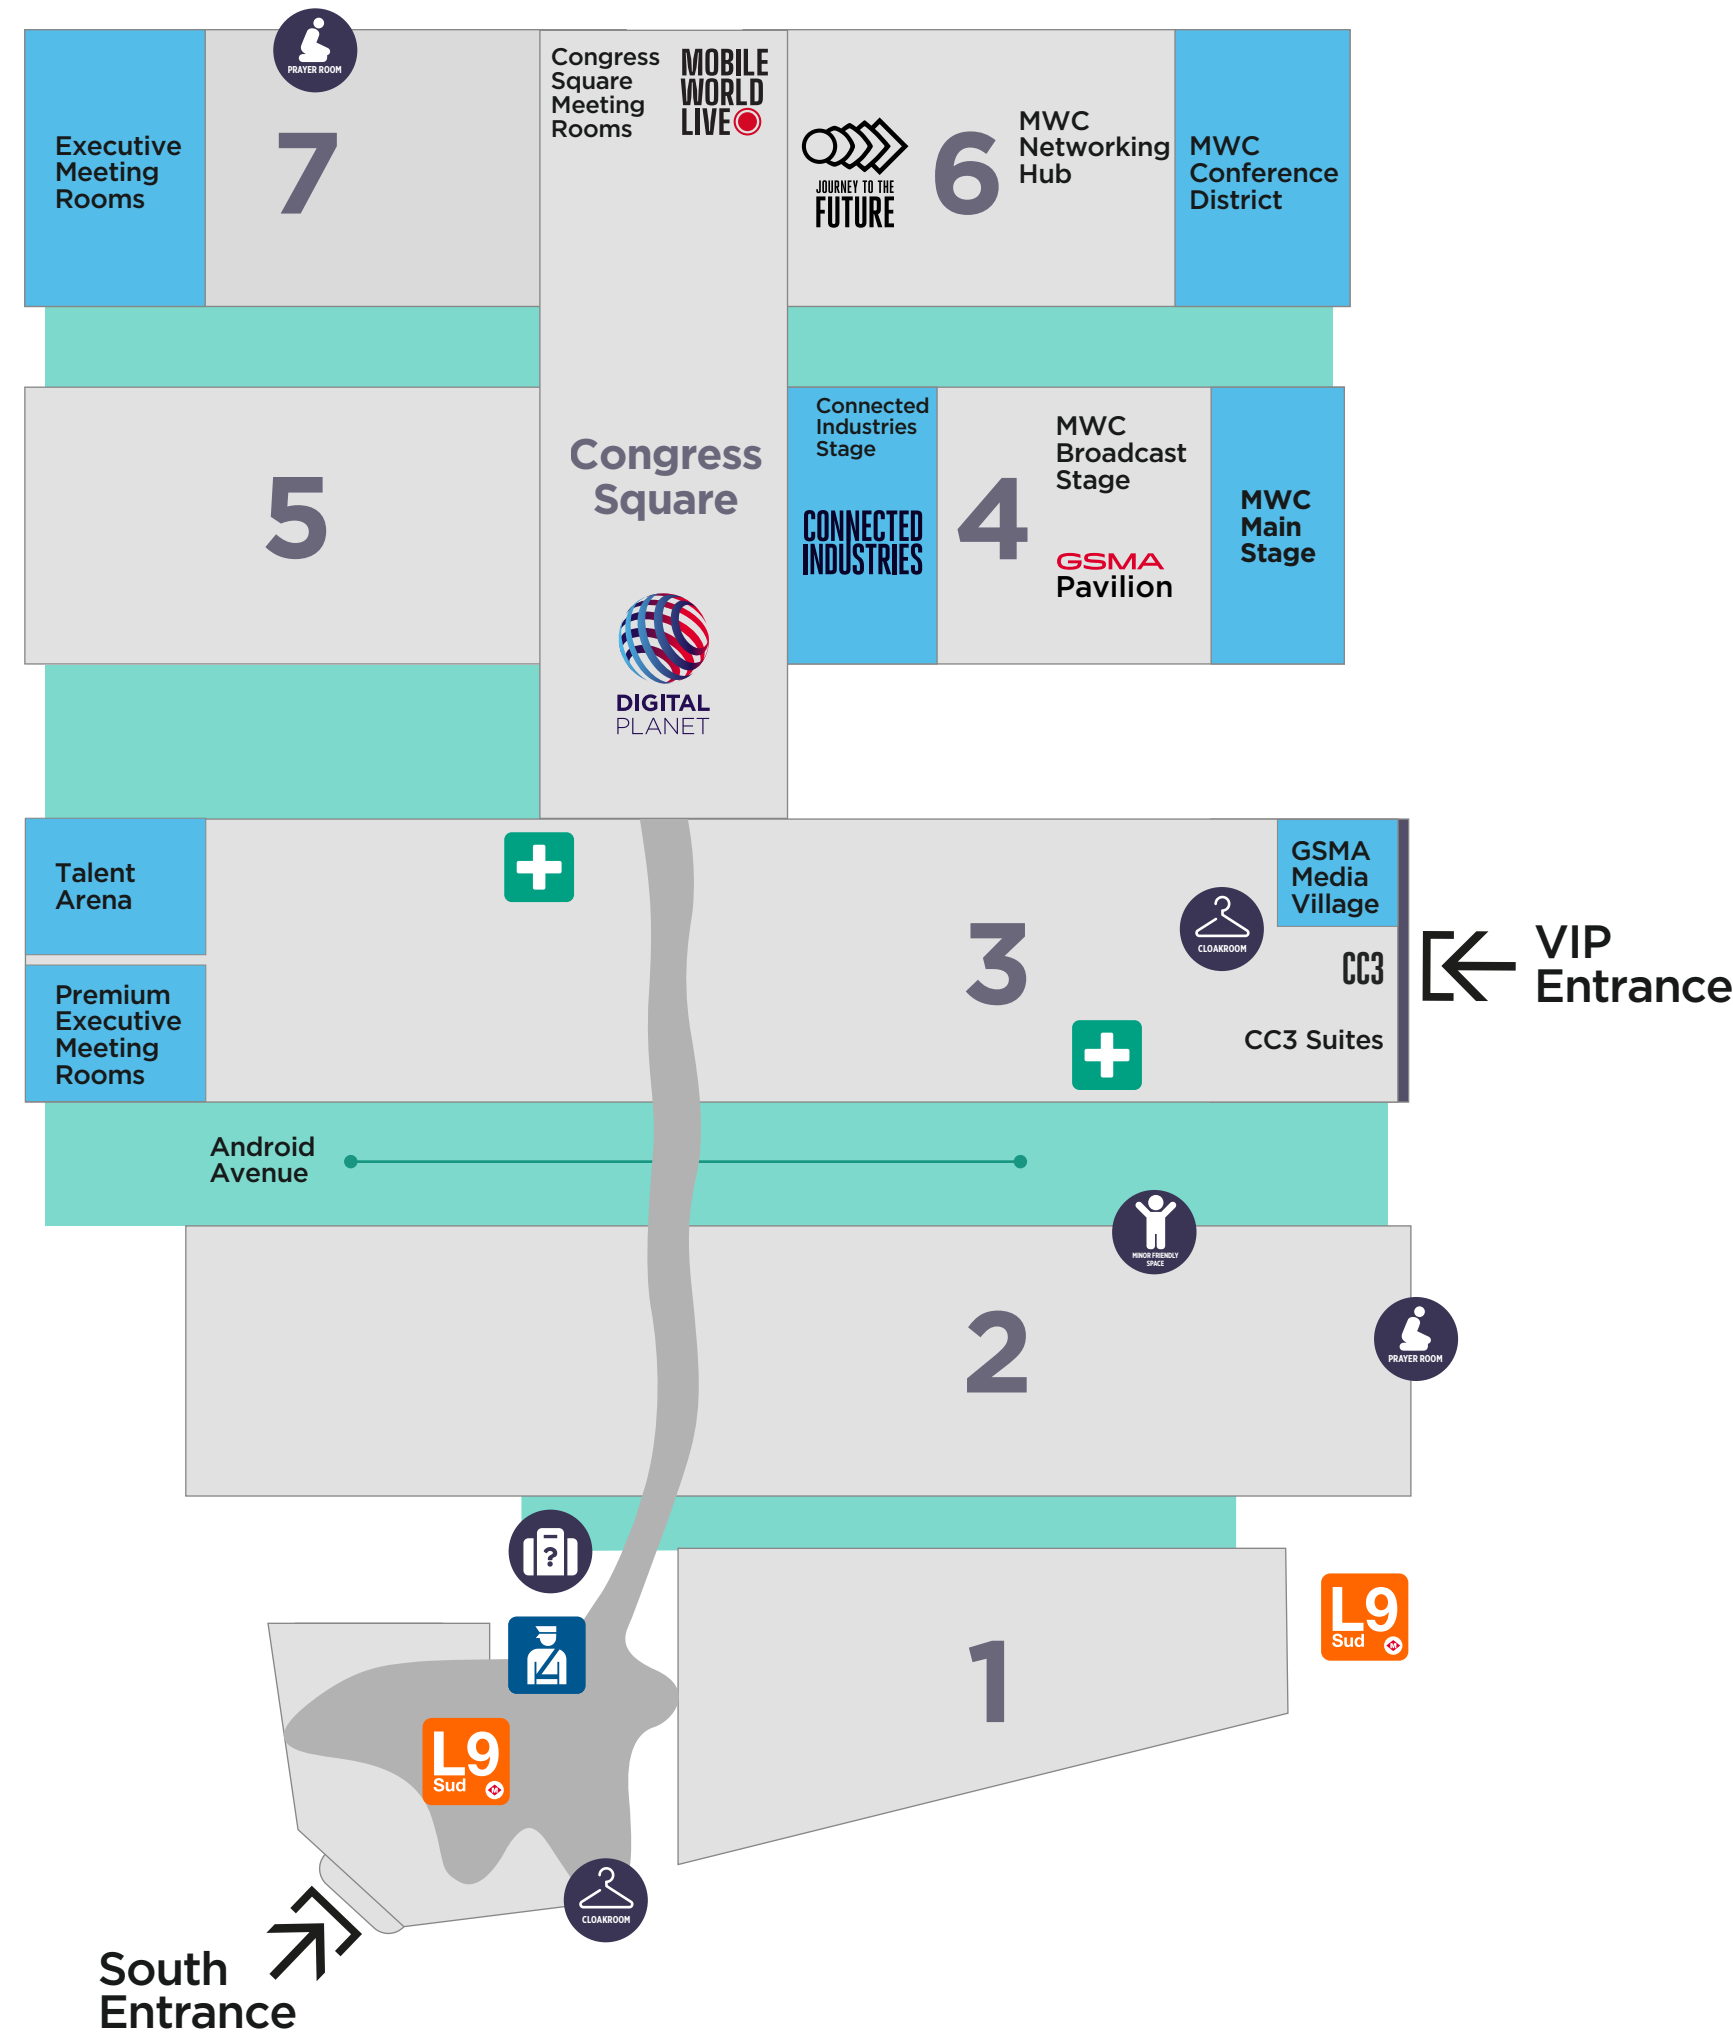 PRAYER ROOM
Executive
Meeting
Rooms
7
Congress
Square
Meeting
Rooms
MOBILE
WORLD
LIVE
JOURNEY TO THE
FUTURE
6
MWC
Networking
Hub
MWC
Conference
District
5
Congress
Square
DIGITAL
PLANET
Connected
Industries
Stage
CONNECTED
INDUSTRIES
4
MWC
Broadcast
Stage
GSMA
Pavilion
MWC
Main
Stage
Talent
Arena
Premium
Executive
Meeting
Rooms
3
CLOAKROOM
GSMA
Media
Village
CC3
CC3 Suites
VIP
Entrance
Android
Avenue
MINOR FRIENDLY
SPACE
2
PRAYER ROOM
?
1
L9
Sud
M
L9
Sud
M
CLOAKROOM
South
Entrance